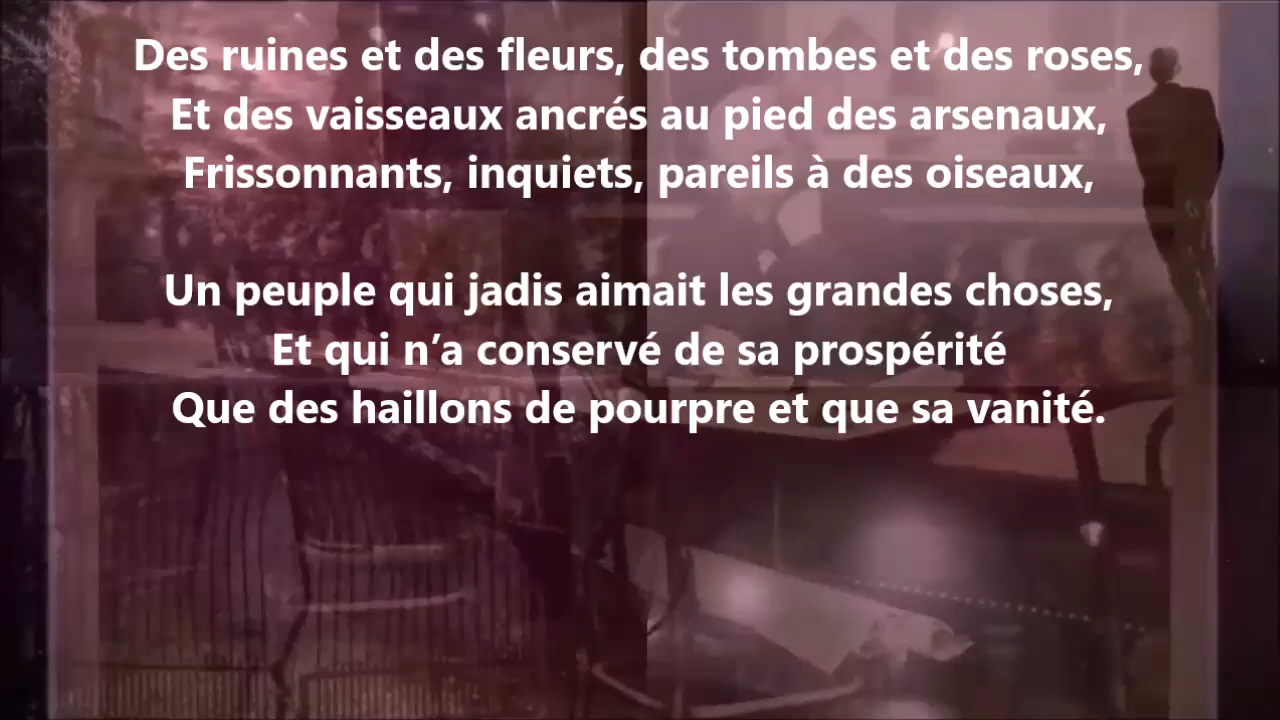 Des ruines et des fleurs, des tombes et des roses,
Et des vaisseaux ancrés au pied des arsenaux,
Frissonnants, inquiets, pareils à des oiseaux,
Un peuple qui jadis aimait les grandes choses,
Et qui n’a conservé de sa prospérité
Que des haillons de pourpre et que sa vanité.